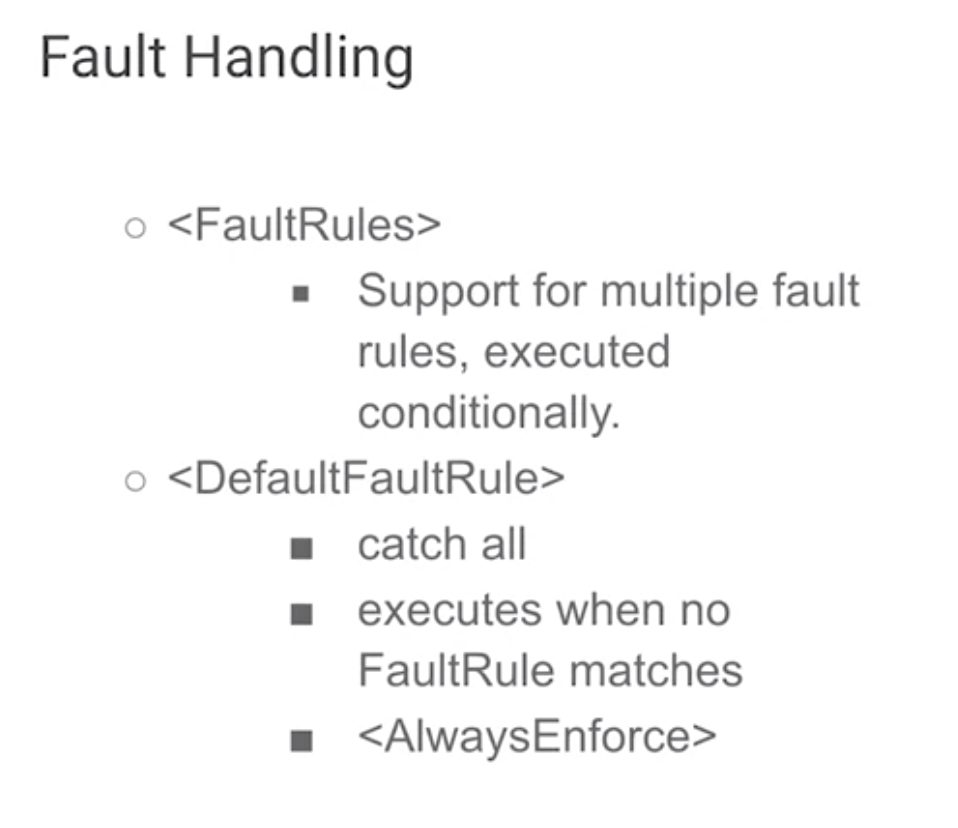 Fault Handling
○ <FaultRules>
■ Support for multiple fault
rules, executed
conditionally.
○ <DefaultFaultRule>
■ catch all
■ executes when no
FaultRule matches
■ <AlwaysEnforce>